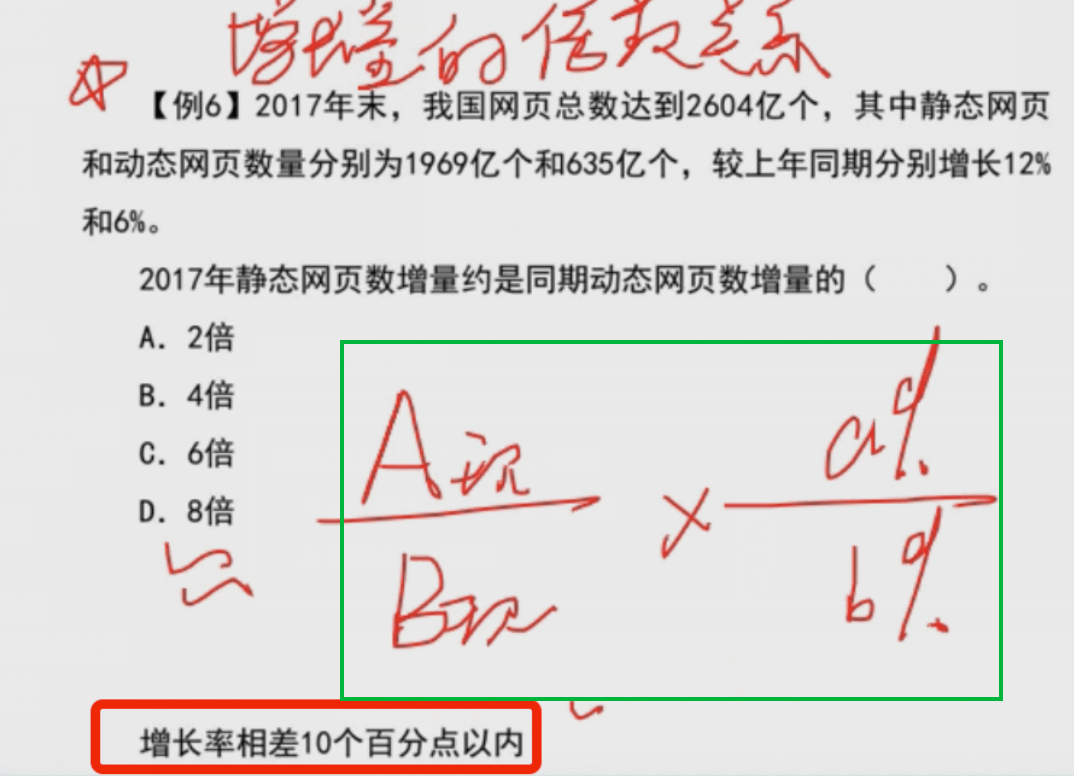 增量的倍数关系
【例6】2017年末，我国网页总数达到2604亿个，其中静态网页
和动态网页数量分别为1969亿个和635亿个，较上年同期分别增长12%
和6%。
2017年静态网页数增量约是同期动态网页数增量的（　　）。
A. 2倍
B. 4倍
C. 6倍
D. 8倍
A现/B现 × a%/b%
增长率相差10个百分点以内